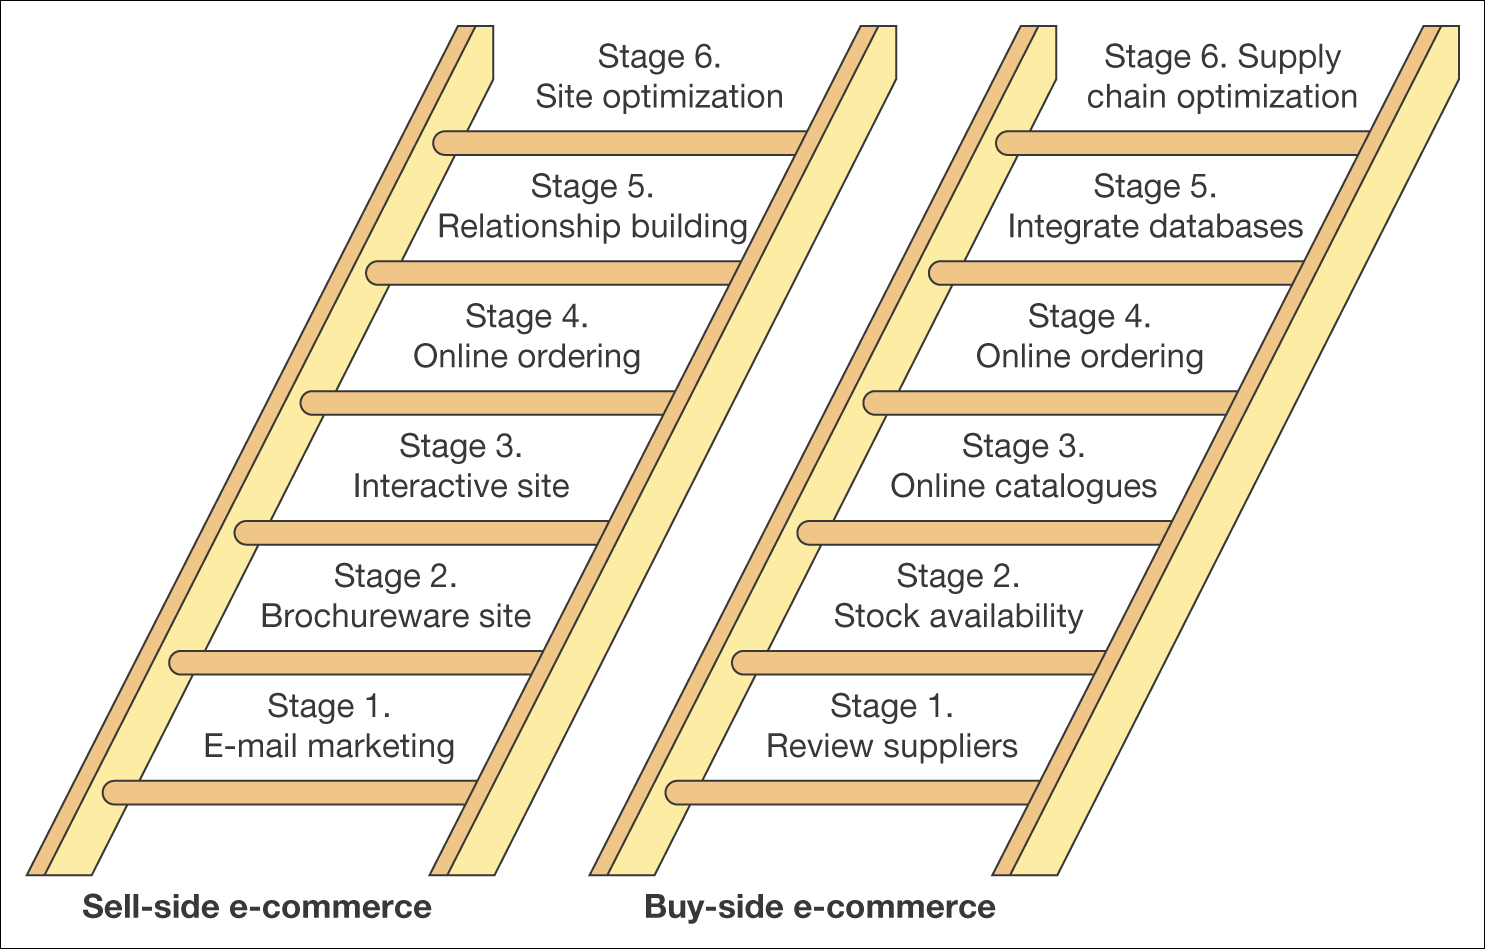 Stage 6.
Site optimization
Stage 5.
Relationship building
Stage 4.
Online ordering
Stage 3.
Interactive site
Stage 2.
Brochureware site
Stage 1.
E-mail marketing
Sell-side e-commerce
Stage 6. Supply
chain optimization
Stage 5.
Integrate databases
Stage 4.
Online ordering
Stage 3.
Online catalogues
Stage 2.
Stock availability
Stage 1.
Review suppliers
Buy-side e-commerce